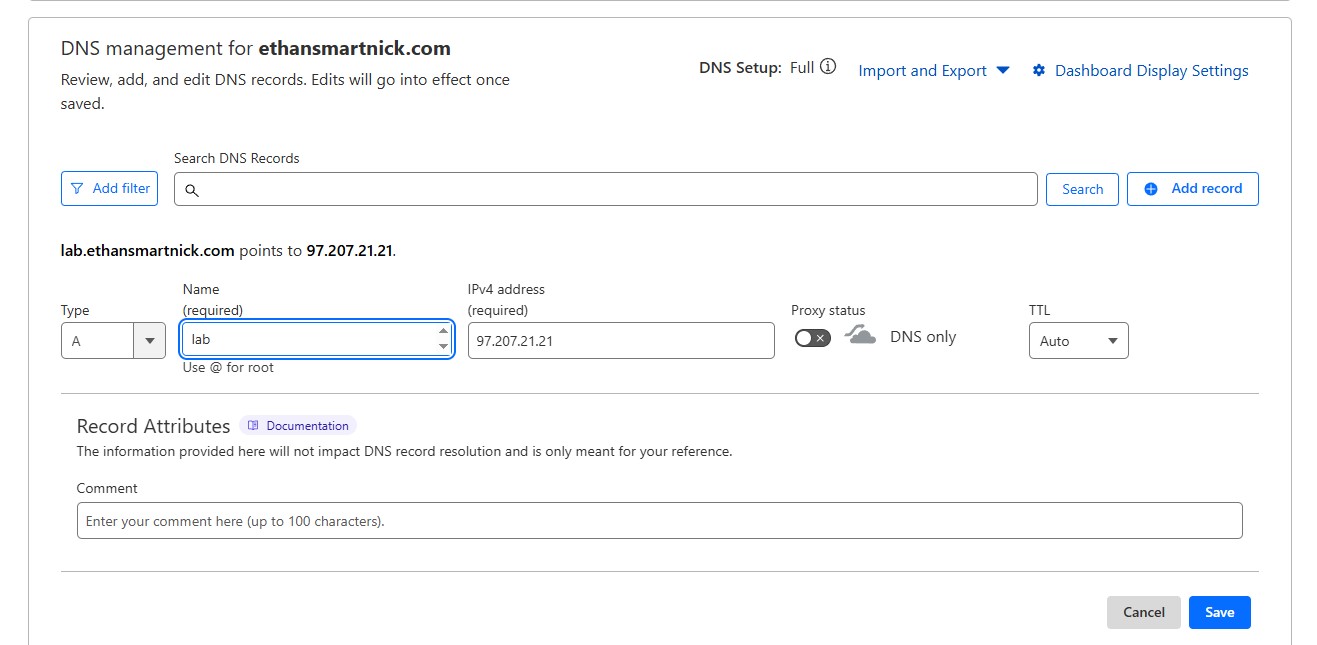 DNS management for ethansmartnick.com
Review, add, and edit DNS records. Edits will go into effect once
saved.
DNS Setup: Full
Import and Export
Dashboard Display Settings
Search DNS Records
Add filter
Search
Add record
lab.ethansmartnick.com points to 97.207.21.21.
Type
A
Name
(required)
lab
Use @ for root
IPv4 address
(required)
97.207.21.21
Proxy status
DNS only
TTL
Auto
Record Attributes
Documentation
The information provided here will not impact DNS record resolution and is only meant for your reference.
Comment
Enter your comment here (up to 100 characters).
Cancel
Save